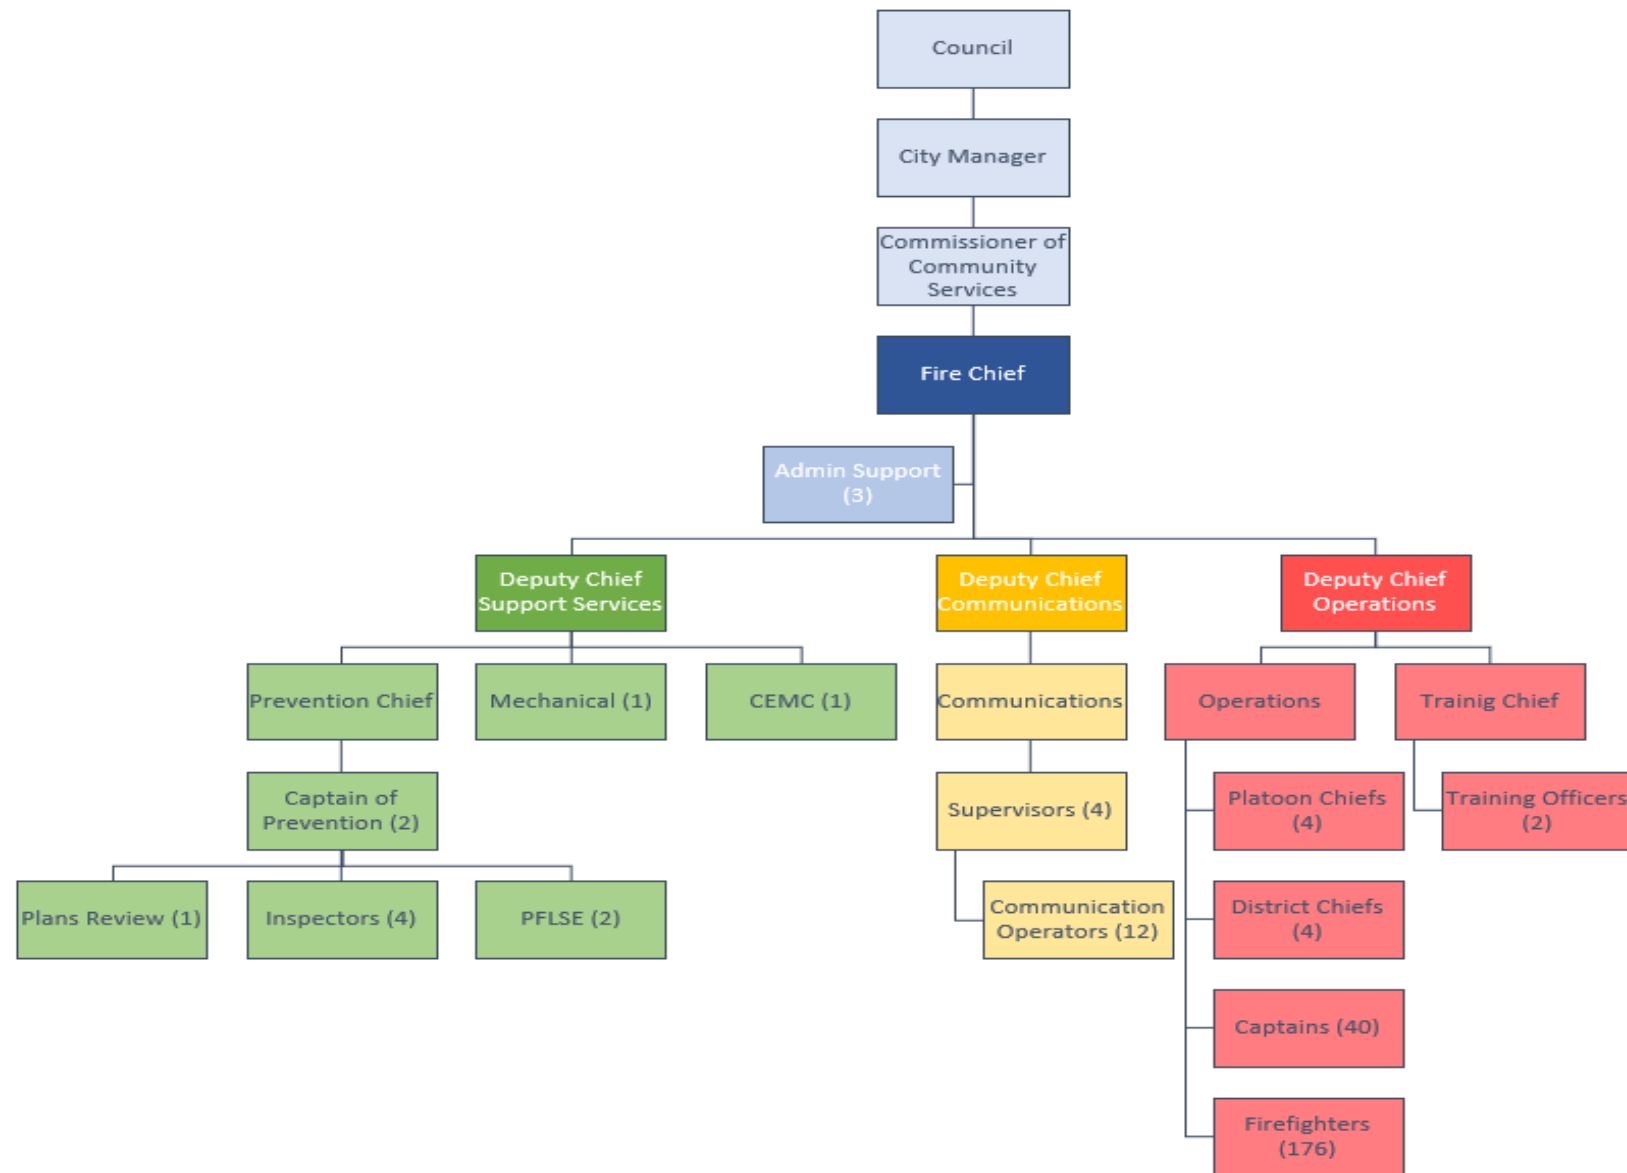 Council
City Manager
Commissioner of
Community
Services
Fire Chief
Admin Support
(3)
Deputy Chief
Support Services
Deputy Chief
Communications
Deputy Chief
Operations
Prevention Chief
Mechanical (1)
CEMC (1)
Communications
Operations
Trainig Chief
Captain of
Prevention (2)
Supervisors (4)
Platoon Chiefs
(4)
Training Officers
(2)
Plans Review (1)
Inspectors (4)
PFLSE (2)
Communication
Operators (12)
District Chiefs
(4)
Captains (40)
Firefighters
(176)